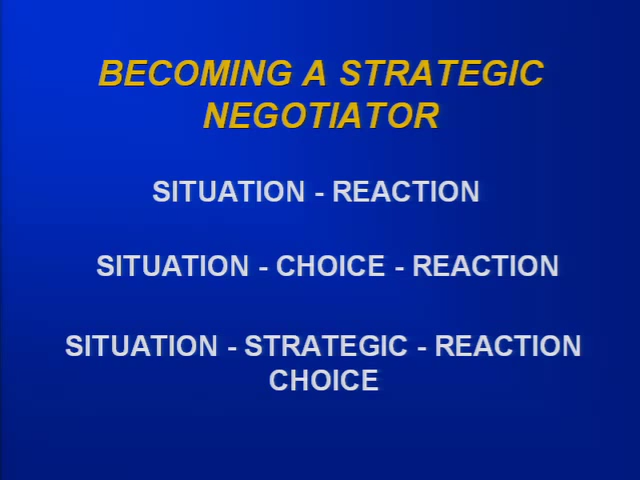 BECOMING A STRATEGIC
NEGOTIATOR
SITUATION - REACTION
SITUATION - CHOICE - REACTION
SITUATION - STRATEGIC - REACTION
CHOICE